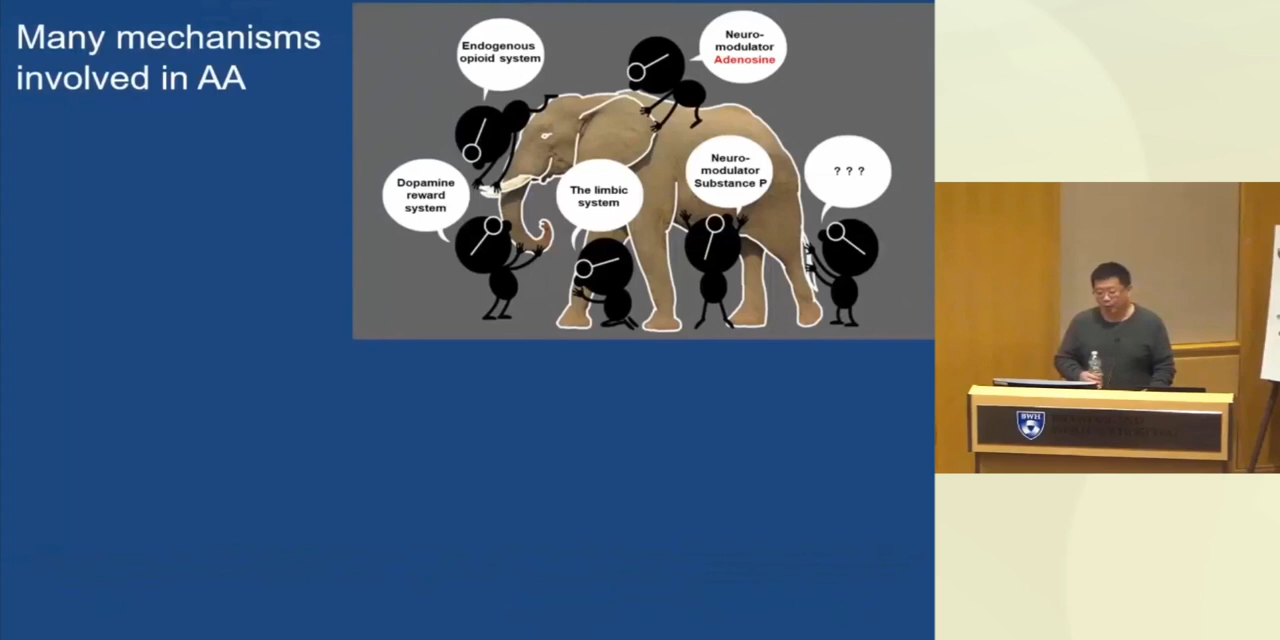 Many mechanisms
involved in AA
Endogenous
opioid system
Neuro-
modulator
Adenosine
Dopamine
reward
system
The limbic
system
Neuro-
modulator
Substance P
? ? ?
BWH